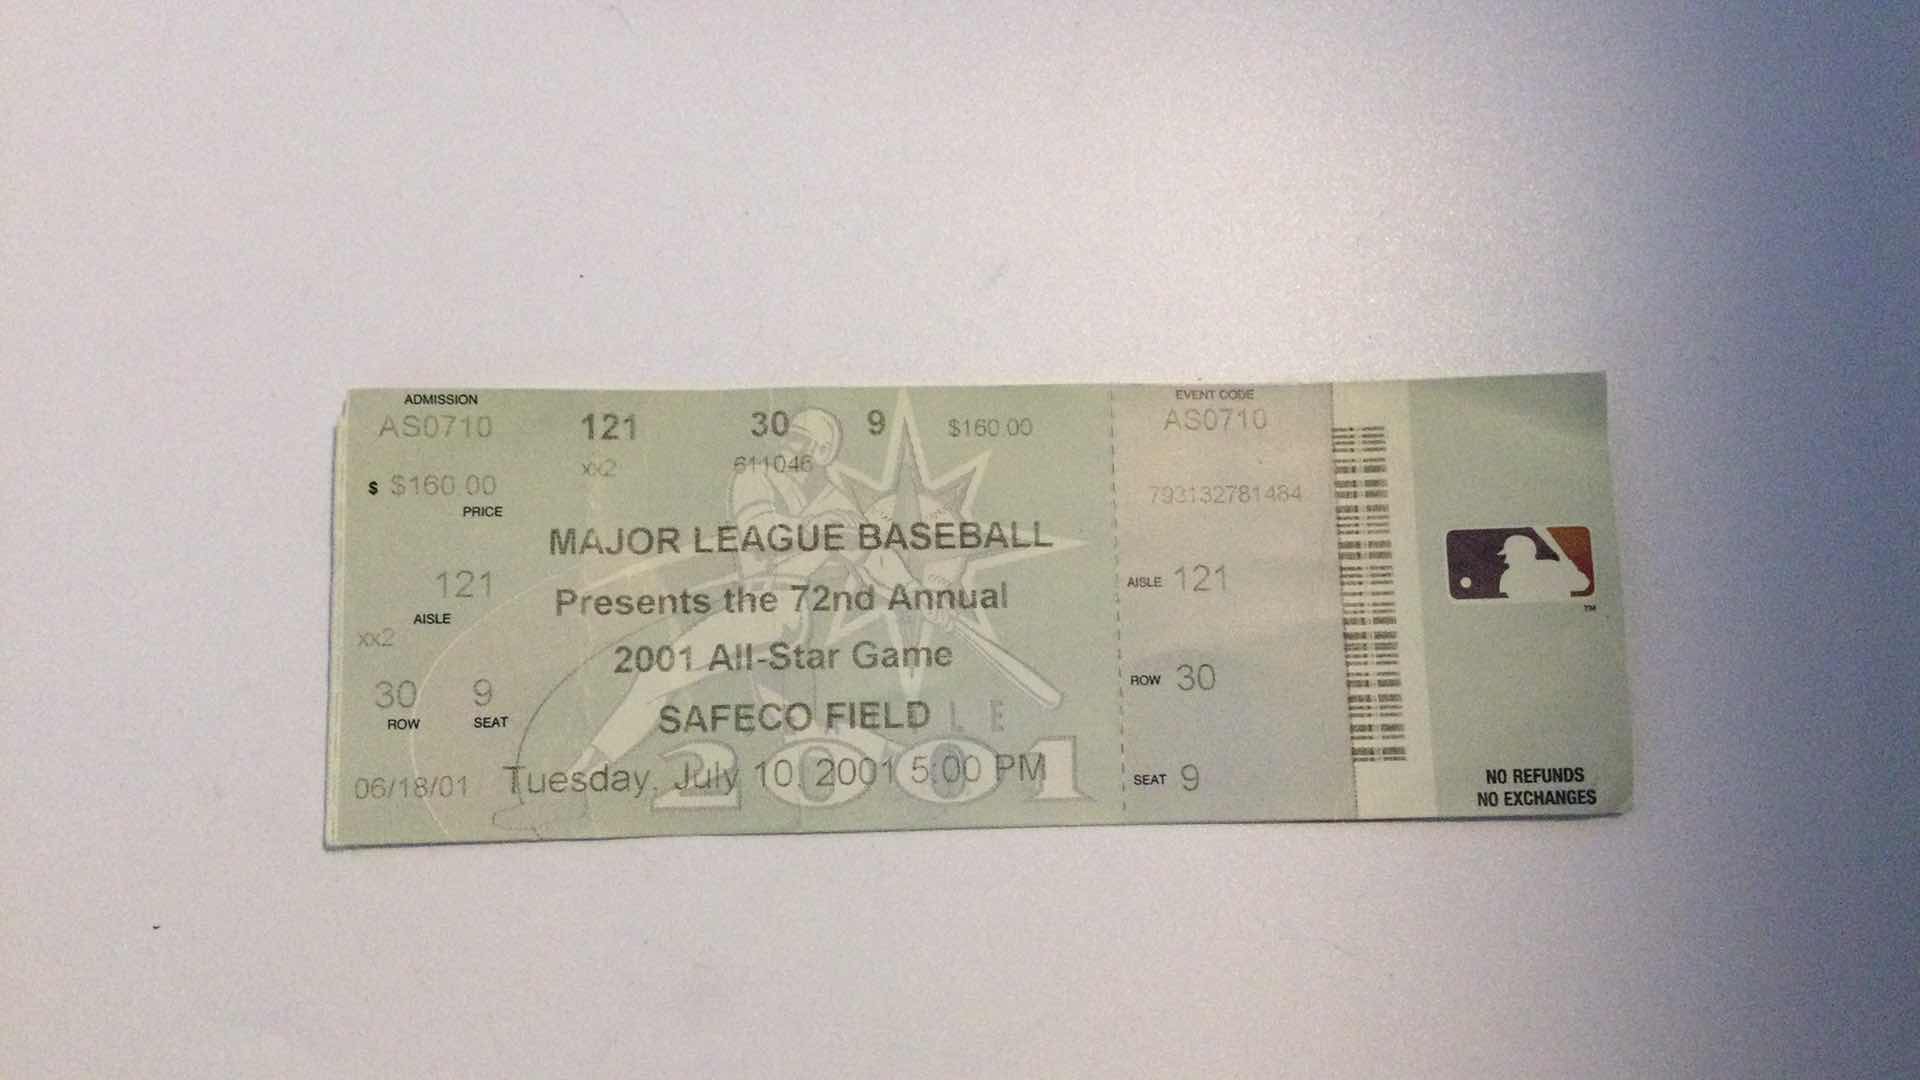 ADMISSION
AS0710 121 30 9 $160.00
xx2 611046
$ $160.00
PRICE
MAJOR LEAGUE BASEBALL
121
AISLE
Presents the 72nd Annual
xx2
2001 All-Star Game
30 9
ROW SEAT
SAFECO FIELD L E
2001
06/18/01 Tuesday, July 10, 2001 5:00 PM
EVENT CODE
AS0710
793132781484
AISLE 121
ROW 30
SEAT 9
TM
NO REFUNDS
NO EXCHANGES